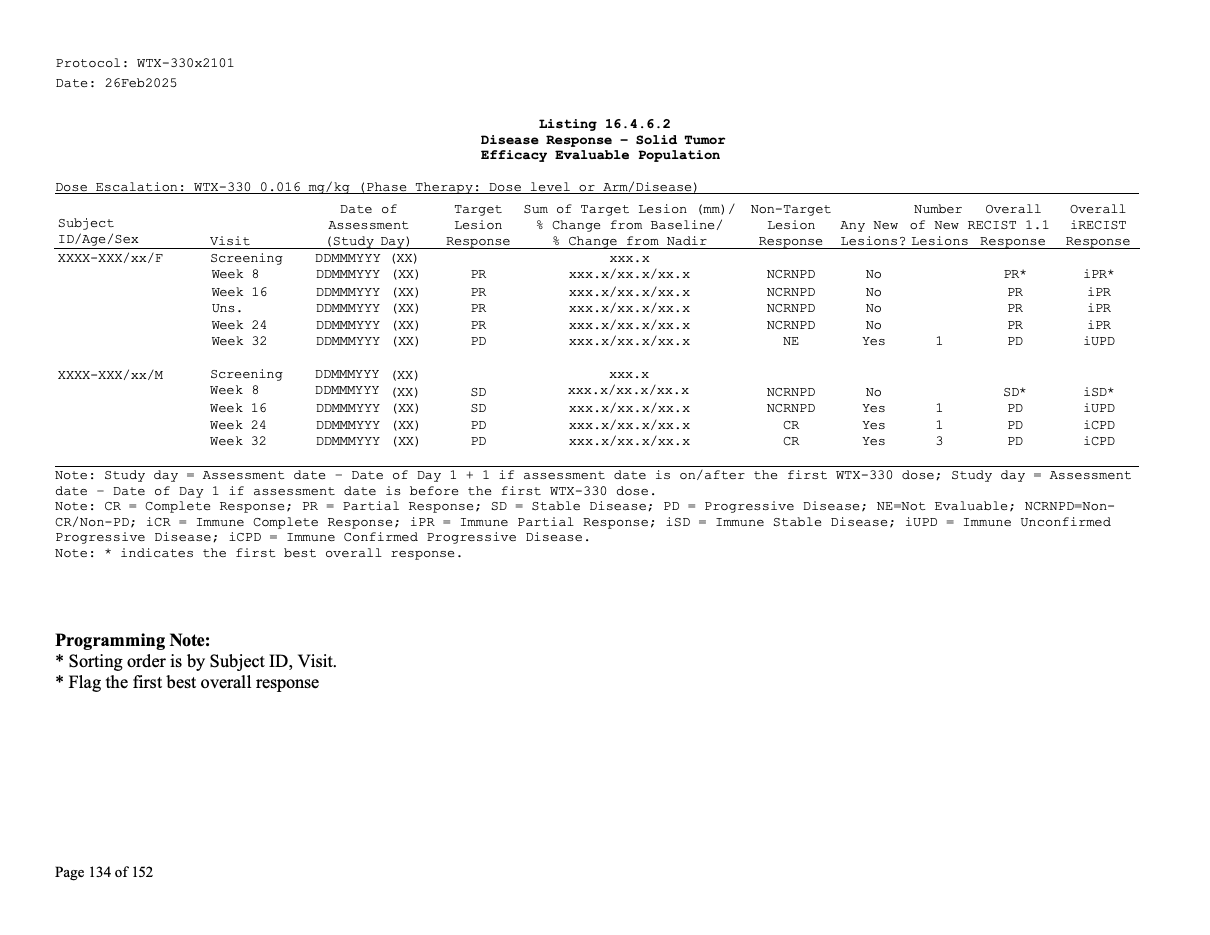 Protocol: WTX-330x2101
Date: 26Feb2025
Listing 16.4.6.2
Disease Response – Solid Tumor
Efficacy Evaluable Population
Dose Escalation: WTX-330 0.016 mg/kg (Phase Therapy: Dose level or Arm/Disease)
Date of Target Sum of Target Lesion (mm)/ Non-Target Number Overall Overall
Subject Assessment Lesion % Change from Baseline/ Lesion Any New of New RECIST 1.1 iRECIST
ID/Age/Sex Visit (Study Day) Response % Change from Nadir Response Lesions? Lesions Response Response
XXXX-XXX/xx/F Screening DDMMMYYY (XX) xxx.x
Week 8 DDMMMYYY (XX) PR xxx.x/xx.x/xx.x NCRNPD No PR* iPR*
Week 16 DDMMMYYY (XX) PR xxx.x/xx.x/xx.x NCRNPD No PR iPR
Uns. DDMMMYYY (XX) PR xxx.x/xx.x/xx.x NCRNPD No PR iPR
Week 24 DDMMMYYY (XX) PR xxx.x/xx.x/xx.x NCRNPD No PR iPR
Week 32 DDMMMYYY (XX) PD xxx.x/xx.x/xx.x NE Yes 1 PD iUPD
XXXX-XXX/xx/M Screening DDMMMYYY (XX) xxx.x
Week 8 DDMMMYYY (XX) SD xxx.x/xx.x/xx.x NCRNPD No SD* iSD*
Week 16 DDMMMYYY (XX) SD xxx.x/xx.x/xx.x NCRNPD Yes 1 PD iUPD
Week 24 DDMMMYYY (XX) PD xxx.x/xx.x/xx.x CR Yes 1 PD iCPD
Week 32 DDMMMYYY (XX) PD xxx.x/xx.x/xx.x CR Yes 3 PD iCPD
Note: Study day = Assessment date – Date of Day 1 + 1 if assessment date is on/after the first WTX-330 dose; Study day = Assessment
date – Date of Day 1 if assessment date is before the first WTX-330 dose.
Note: CR = Complete Response; PR = Partial Response; SD = Stable Disease; PD = Progressive Disease; NE=Not Evaluable; NCRNPD=Non-
CR/Non-PD; iCR = Immune Complete Response; iPR = Immune Partial Response; iSD = Immune Stable Disease; iUPD = Immune Unconfirmed
Progressive Disease; iCPD = Immune Confirmed Progressive Disease.
Note: * indicates the first best overall response.
Programming Note:
* Sorting order is by Subject ID, Visit.
* Flag the first best overall response
Page 134 of 152